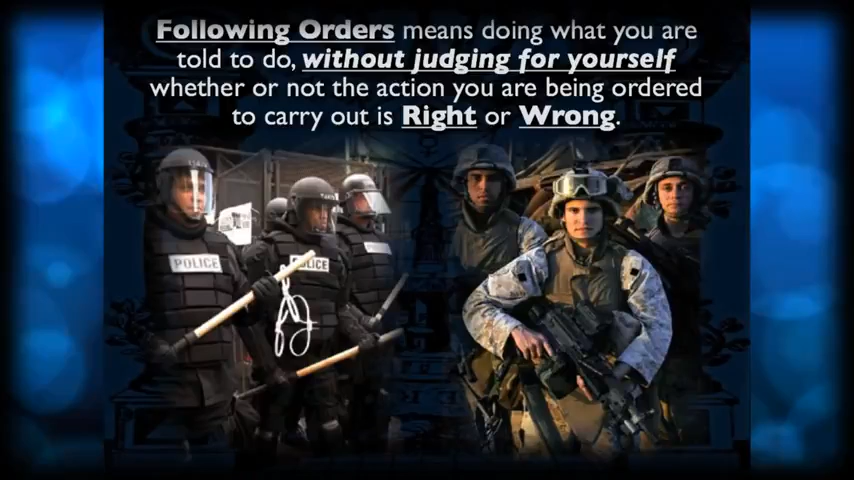 Following Orders means doing what you are
told to do, without judging for yourself
whether or not the action you are being ordered
to carry out is Right or Wrong.
POLICE
POLICE